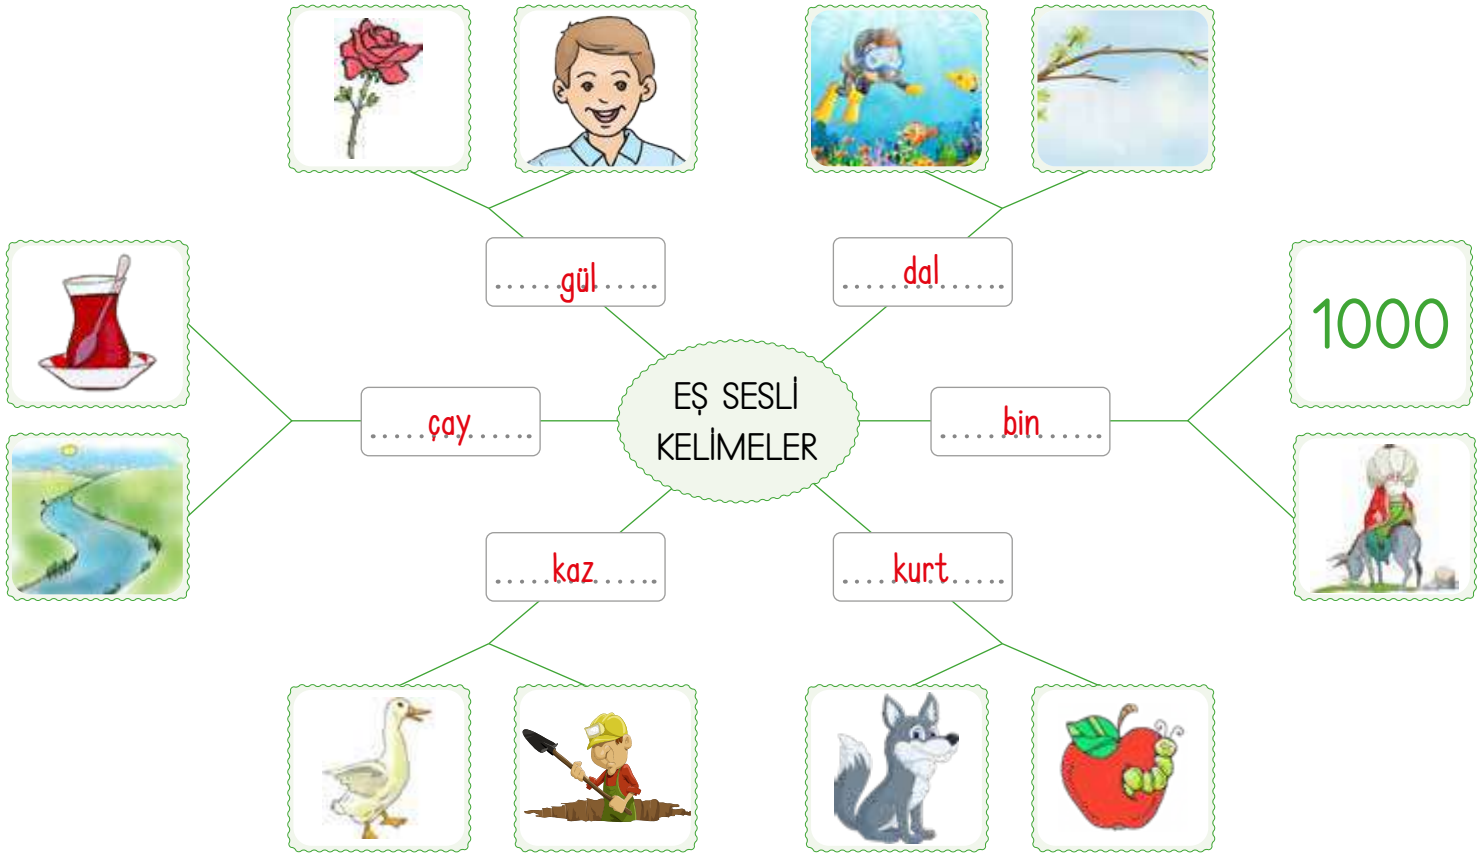 gül
dal
1000
EŞ SESLİ
KELİMELER
çay
bin
kaz
kurt